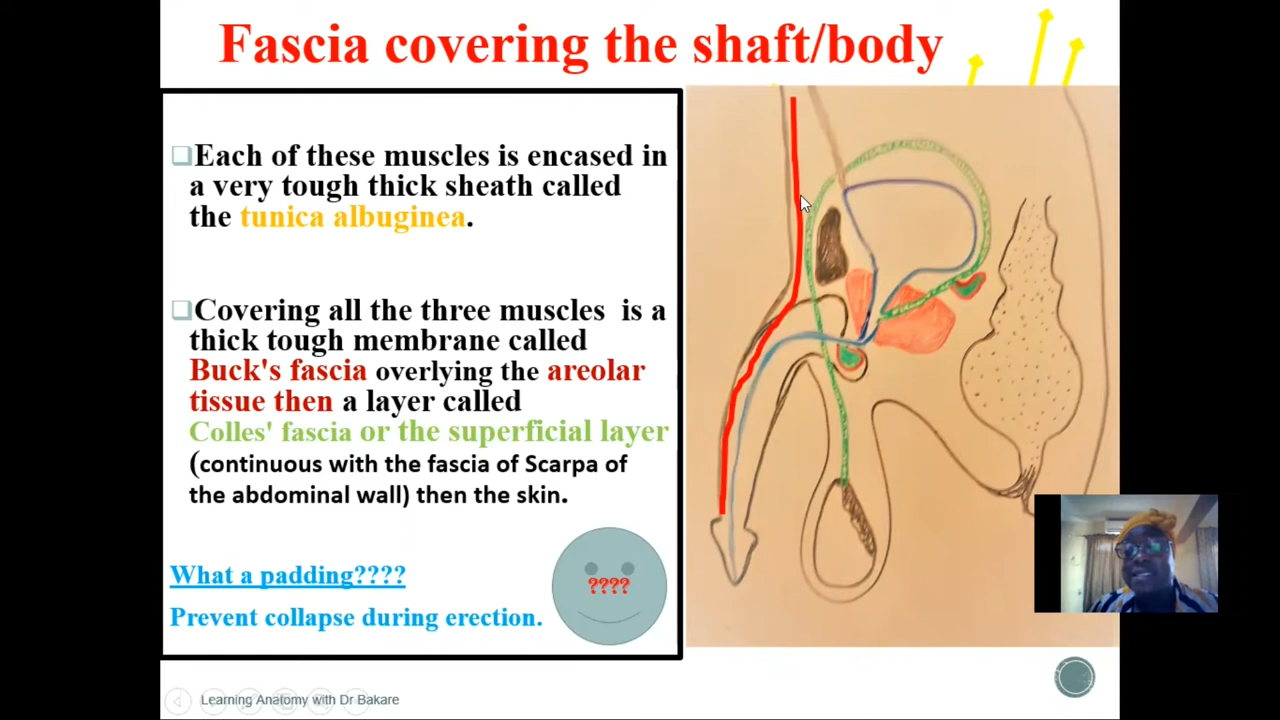 Fascia covering the shaft/body
Each of these muscles is encased in
a very tough thick sheath called
the tunica albuginea.
Covering all the three muscles is a
thick tough membrane called
Buck's fascia overlying the areolar
tissue then a layer called
Colles' fascia or the superficial layer
(continuous with the fascia of Scarpa of
the abdominal wall) then the skin.
What a padding????
????
Prevent collapse during erection.
Learning Anatomy with Dr Bakare